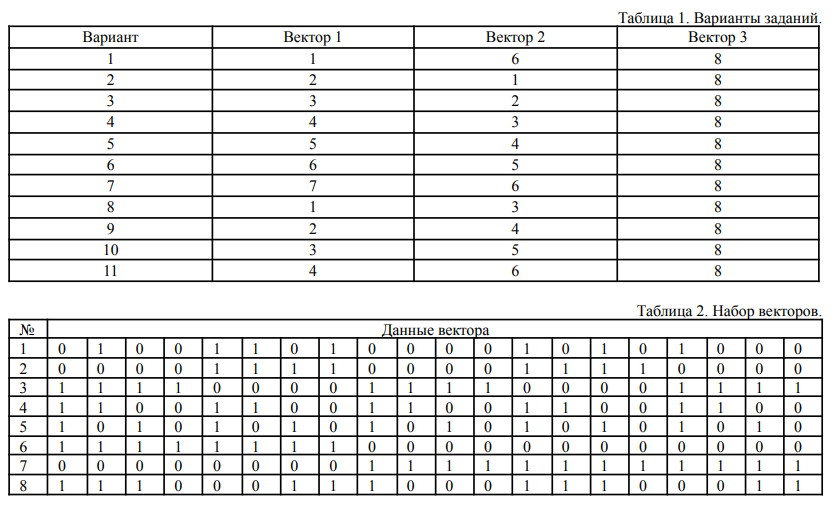 Таблица 1. Варианты заданий.
Вариант Вектор 1 Вектор 2 Вектор 3
1 1 6 8
2 2 1 8
3 3 2 8
4 4 3 8
5 5 4 8
6 6 5 8
7 7 6 8
8 1 3 8
9 2 4 8
10 3 5 8
11 4 6 8
Таблица 2. Набор векторов.
№ Данные вектора
1 0 1 0 0 1 1 0 1 0 0 0 0 1 0 1 0 1 0 0 0
2 0 0 0 0 1 1 1 1 0 0 0 0 1 1 1 1 0 0 0 0
3 1 1 1 1 0 0 0 0 1 1 1 1 0 0 0 0 1 1 1 1
4 1 1 0 0 1 1 0 0 1 1 0 0 1 1 0 0 1 1 0 0
5 1 0 1 0 1 0 1 0 1 0 1 0 1 0 1 0 1 0 1 0
6 1 1 1 1 1 1 1 1 0 0 0 0 0 0 0 0 0 0 0 0
7 0 0 0 0 0 0 0 0 1 1 1 1 1 1 1 1 1 1 1 1
8 1 1 1 0 0 0 1 1 1 0 0 0 1 1 1 0 0 0 1 1